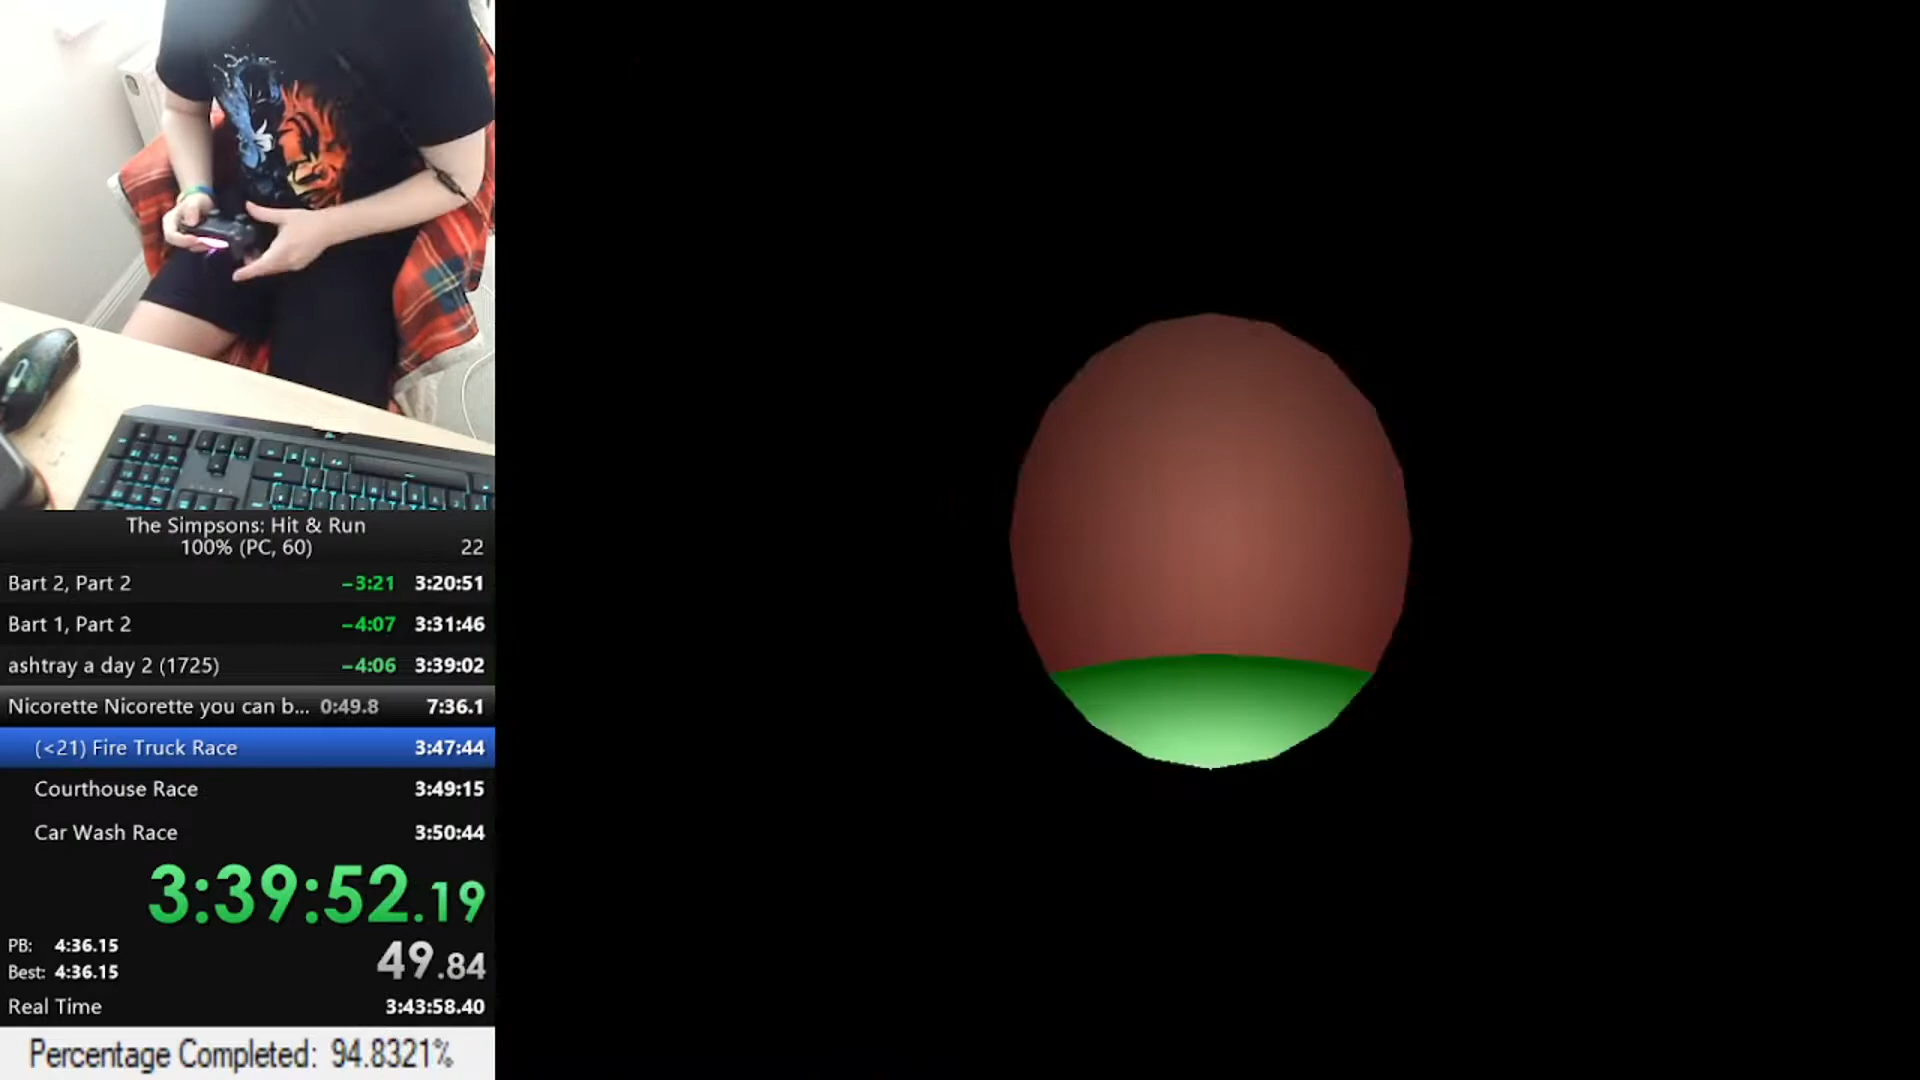 The Simpsons: Hit & Run
100% (PC, 60) 22
Bart 2, Part 2 −3:21 3:20:51
Bart 1, Part 2 −4:07 3:31:46
ashtray a day 2 (1725) −4:06 3:39:02
Nicorette Nicorette you can b... 0:49.8 7:36.1
(<21) Fire Truck Race 3:47:44
Courthouse Race 3:49:15
Car Wash Race 3:50:44
3:39:52.19
PB: 4:36.15
49.84
Best: 4:36.15
Real Time 3:43:58.40
Percentage Completed: 94.8321%